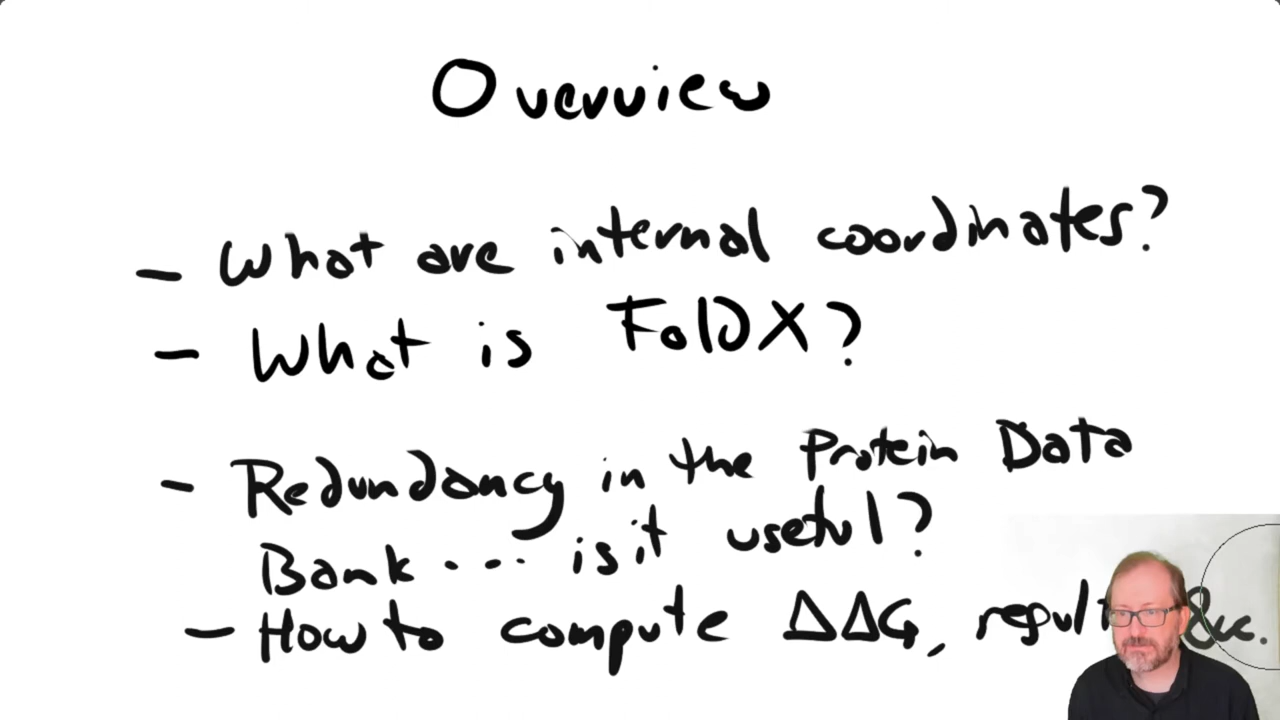 Overview
- What are internal coordinates?
- What is FoldX?
- Redundancy in the Protein Data
Bank ... is it useful?
- How to compute ΔΔG, result &c.